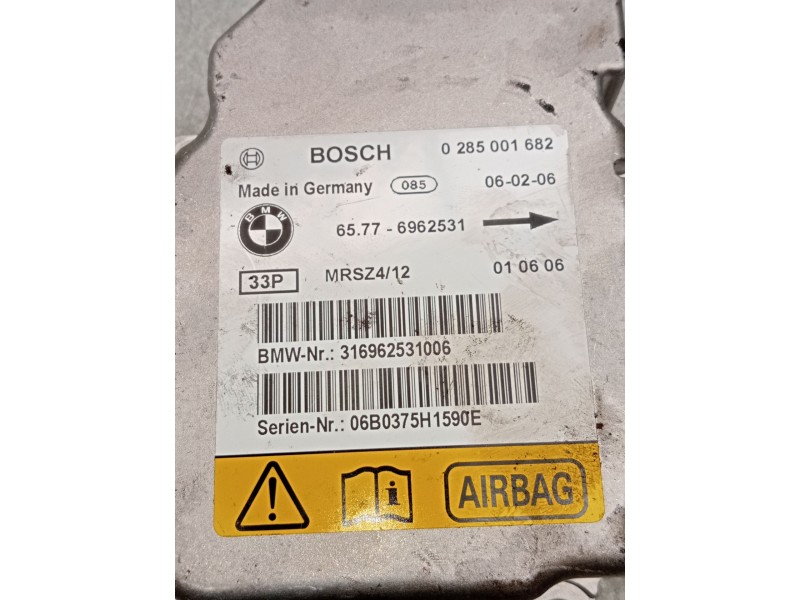 BOSCH 0 285 001 682
Made in Germany 085 06-02-06
BMW 65.77 - 6962531
33P MRSZ4/12 01 06 06
BMW-Nr.: 316962531006
Serien-Nr.: 06B0375H1590E
AIRBAG